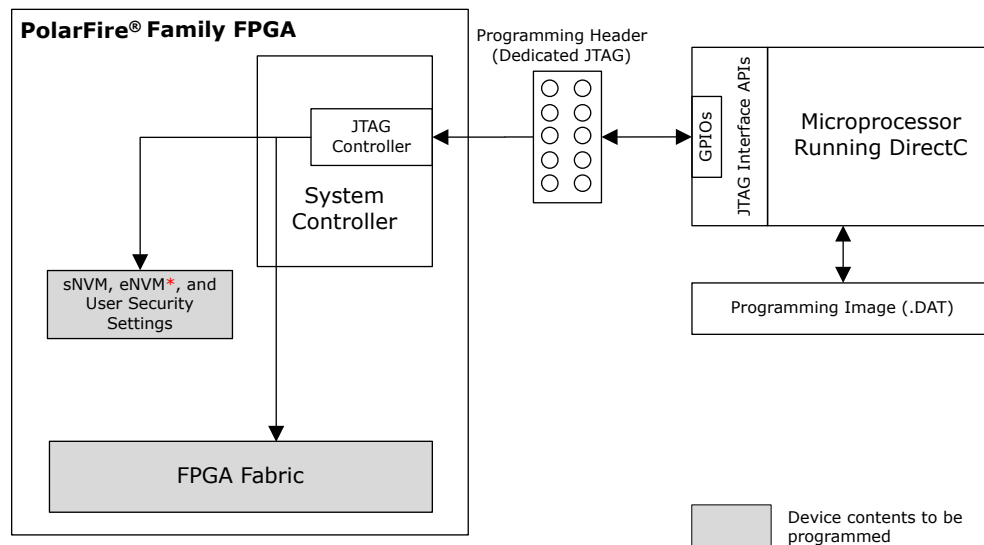 PolarFire® Family FPGA
Programming Header
(Dedicated JTAG)
JTAG
Controller
System
Controller
GPIOs
JTAG Interface APIs
Microprocessor
Running DirectC
sNVM, eNVM*, and
User Security
Settings
Programming Image (.DAT)
FPGA Fabric
Device contents to be
programmed